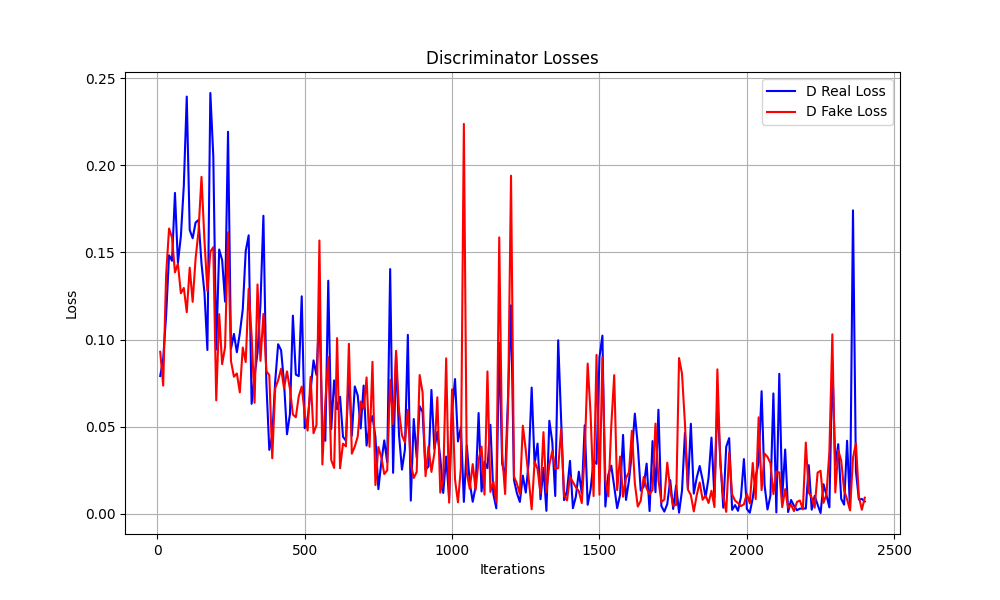 Discriminator Losses
D Real Loss
D Fake Loss
0.25
0.20
0.15
0.10
0.05
0.00
Loss
0 500 1000 1500 2000 2500
Iterations